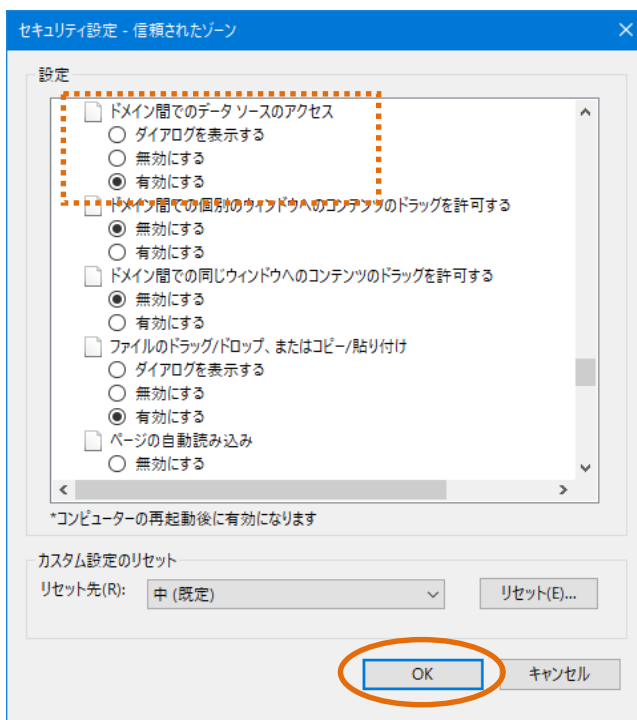 セキュリティ設定 - 信頼されたゾーン
設定
ドメイン間でのデータ ソースのアクセス
ダイアログを表示する
無効にする
有効にする
ドメイン間での個別のウィンドウへのコンテンツのドラッグを許可する
無効にする
有効にする
ドメイン間での同じウィンドウへのコンテンツのドラッグを許可する
無効にする
有効にする
ファイルのドラッグ/ドロップ、またはコピー/貼り付け
ダイアログを表示する
無効にする
有効にする
ページの自動読み込み
無効にする
*コンピューターの再起動後に有効になります
カスタム設定のリセット
リセット先(R): 中 (既定) リセット(E)...
OK キャンセル